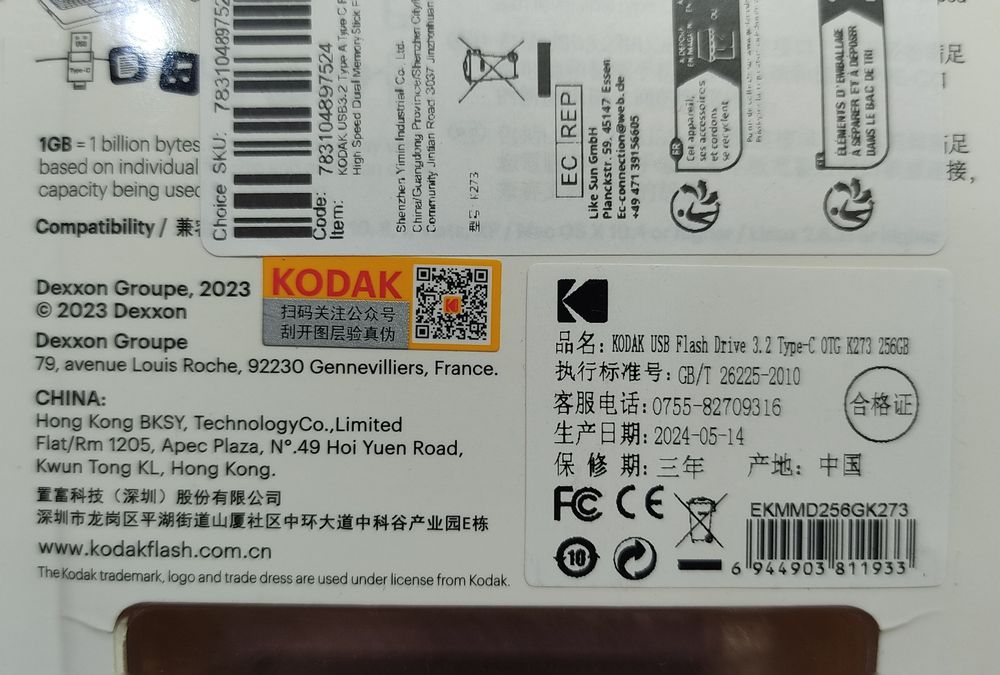 1GB = 1 billion bytes
based on individual
capacity being used
Compatibility / 兼
Dexxon Groupe, 2023
© 2023 Dexxon
Dexxon Groupe
79, avenue Louis Roche, 92230 Gennevilliers, France.
CHINA:
Hong Kong BKSY, TechnologyCo.,Limited
Flat/Rm 1205, Apec Plaza, N°.49 Hoi Yuen Road,
Kwun Tong KL, Hong Kong.
置富科技（深圳）股份有限公司
深圳市龙岗区平湖街道山厦社区中环大道中科谷产业园E栋
www.kodakflash.com.cn
The Kodak trademark, logo and trade dress are used under license from Kodak.
Type-C
Choice SKU: 783104897524
Code: 783104897524
Item: KODAK USB3.2 Type A Type C
High Speed Dual Memory Stick
Shenzhen Yimin Industrial Co. Ltd.
China/Guangdong Province/Shenzhen City/
Community Jintian Road 3037 Jinzhonghuan
型号: K273
EC REP
Like Sun GmbH
Planckstr. 59, 45147 Essen
Ec-connection@web.de
+49 471 39156605
FR
Cet appareil,
ses accessoires
et cordons
se recyclent
À DÉPOSER
EN MAGASIN
OU
FR
ÉLÉMENTS D'EMBALLAGE
À SÉPARER ET À DÉPOSER
DANS LE BAC DE TRI
足
足
接，
KODAK
扫码关注公众号
刮开图层验真伪
品名: KODAK USB Flash Drive 3.2 Type-C OTG K273 256GB
执行标准号: GB/T 26225-2010
客服电话: 0755-82709316
生产日期: 2024-05-14
保 修 期: 三年 产地: 中国
合格证
FC CE
10
EKMMD256GK273
6 944903 811933